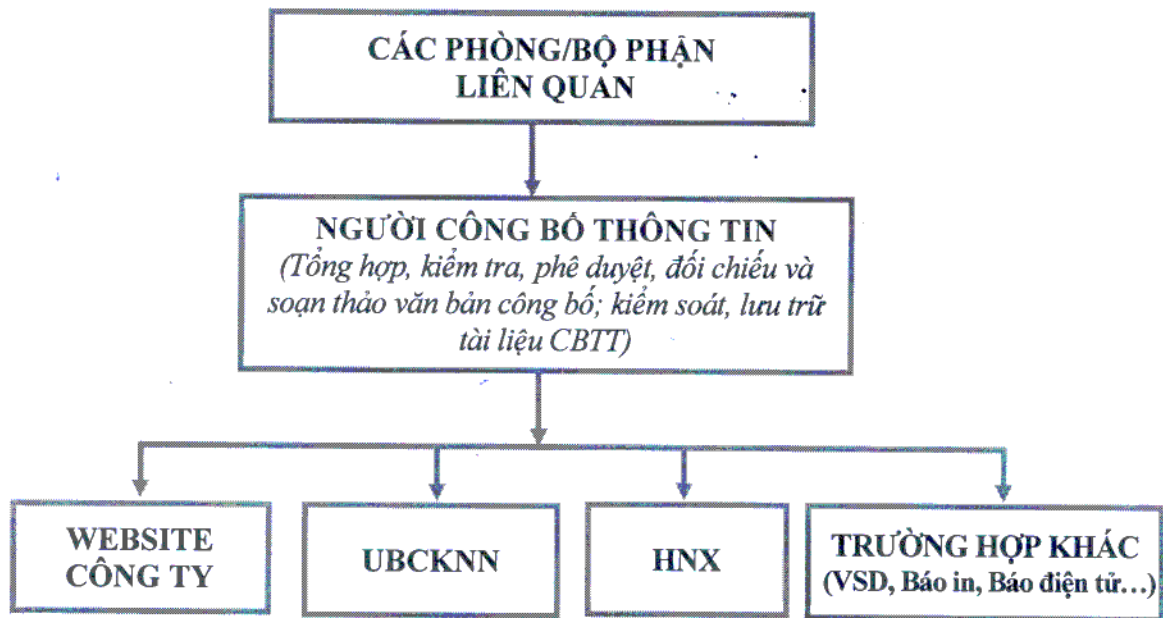 CÁC PHÒNG/BỘ PHẬN
LIÊN QUAN
NGƯỜI CÔNG BỐ THÔNG TIN
(Tổng hợp, kiểm tra, phê duyệt, đối chiếu và
soạn thảo văn bản công bố; kiểm soát, lưu trữ
tài liệu CBTT)
WEBSITE
CÔNG TY
UBCKNN
HNX
TRƯỜNG HỢP KHÁC
(VSD, Báo in, Báo điện tử...)